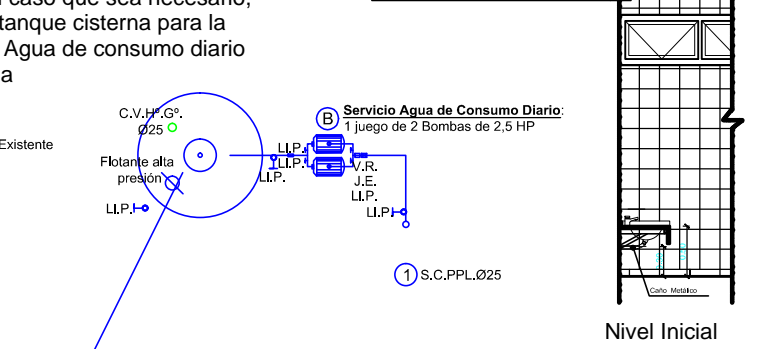 caso que sea necesario,
tanque cisterna para la
Agua de consumo diario
a
Existente
C.V.Hº.Gº.
Ø25
Flotante alta
presión
LI.P.
B
Servicio Agua de Consumo Diario:
1 juego de 2 Bombas de 2,5 HP
LI.P.
LI.P.
LI.P.
V.R.
J.E.
LI.P.
LI.P.
1 S.C.PPL.Ø25
Caño Metálico
Nivel Inicial